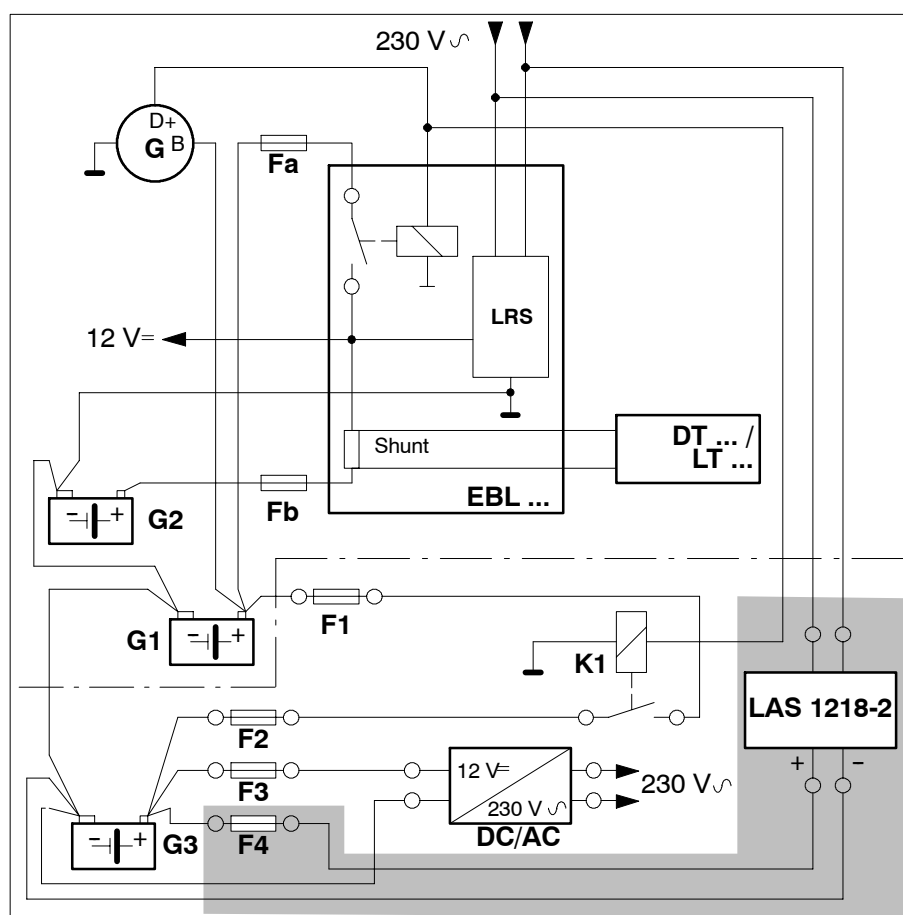 230 V ∿
D+
G B
Fa
LRS
12 V⎓
Shunt
DT ... /
LT ...
EBL ...
Fb
- +
G2
F1
G1
- +
K1
LAS 1218-2
F2
+ −
12 V⎓
F3
230 V ∿
230 V ∿
DC/AC
- +
G3
F4